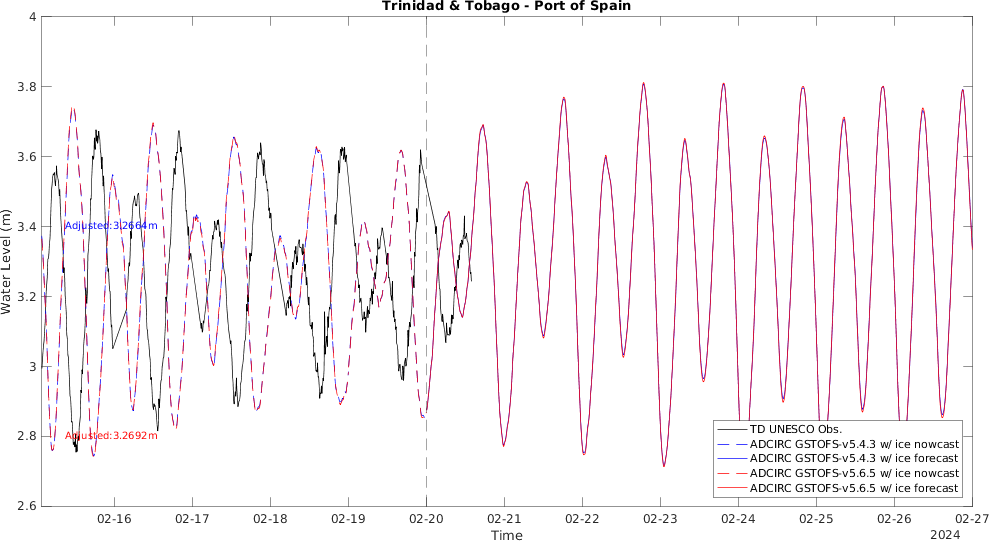 Trinidad & Tobago - Port of Spain
4
3.8
3.6
3.4
3.2
3
2.8
2.6
Water Level (m)
Adjusted:3.2664m
Adjusted:3.2692m
TD UNESCO Obs.
ADCIRC GSTOFS-v5.4.3 w/ ice nowcast
ADCIRC GSTOFS-v5.4.3 w/ ice forecast
ADCIRC GSTOFS-v5.6.5 w/ ice nowcast
ADCIRC GSTOFS-v5.6.5 w/ ice forecast
02-16 02-17 02-18 02-19 02-20 02-21 02-22 02-23 02-24 02-25 02-26 02-27
Time
2024